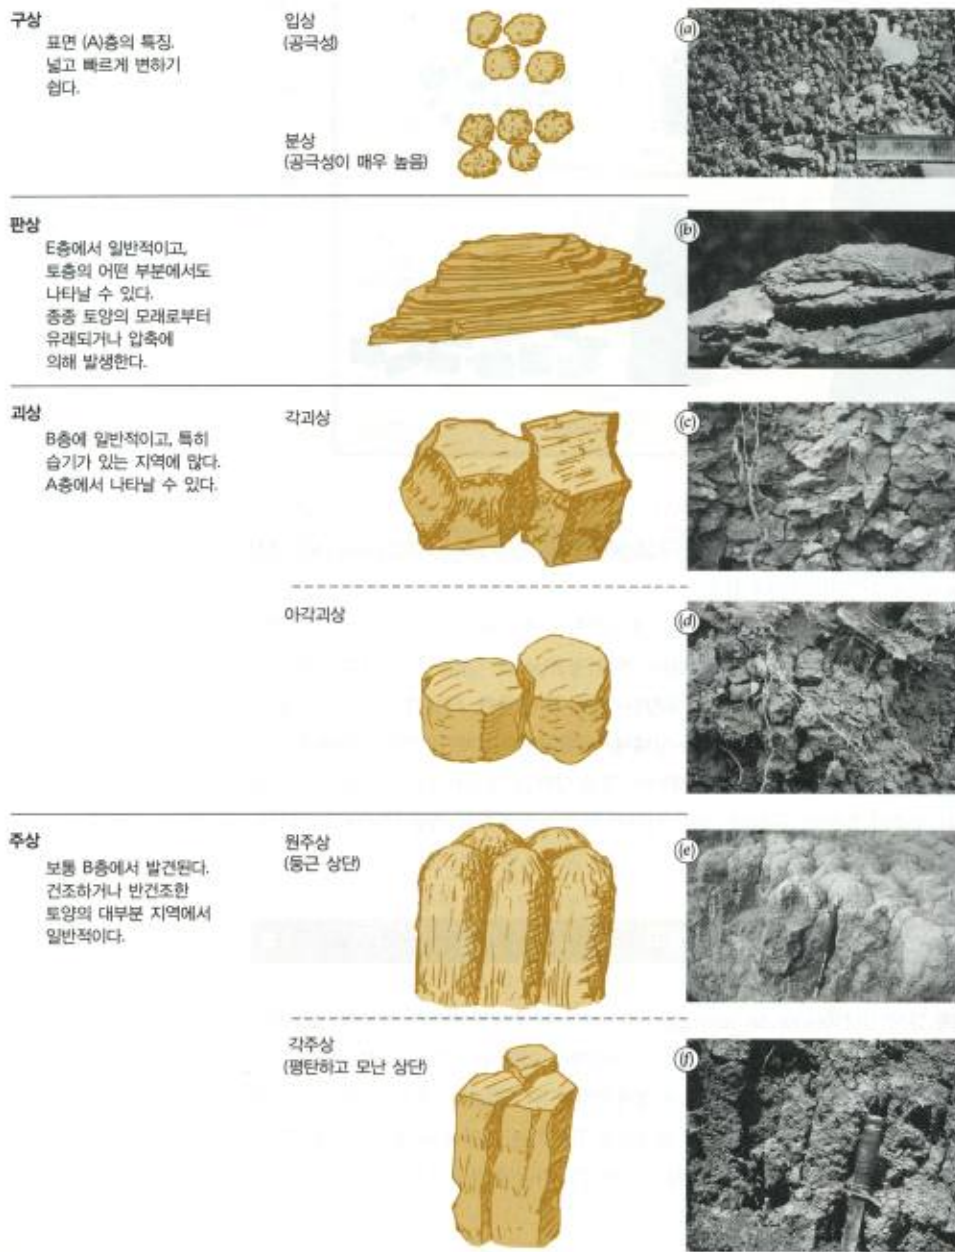 구상
표면 (A)층의 특징.
넓고 빠르게 변하기
쉽다.
입상
(공극성)
분상
(공극성이 매우 높음)
(a)
판상
E층에서 일반적이고,
토층의 어떤 부분에서도
나타날 수 있다.
종종 토양의 모래로부터
유래되거나 압축에
의해 발생한다.
(b)
괴상
B층에 일반적이고, 특히
습기가 있는 지역에 많다.
A층에서 나타날 수 있다.
각괴상
(c)
아각괴상
(d)
주상
보통 B층에서 발견된다.
건조하거나 반건조한
토양의 대부분 지역에서
일반적이다.
원주상
(둥근 상단)
(e)
각주상
(평탄하고 모난 상단)
(f)